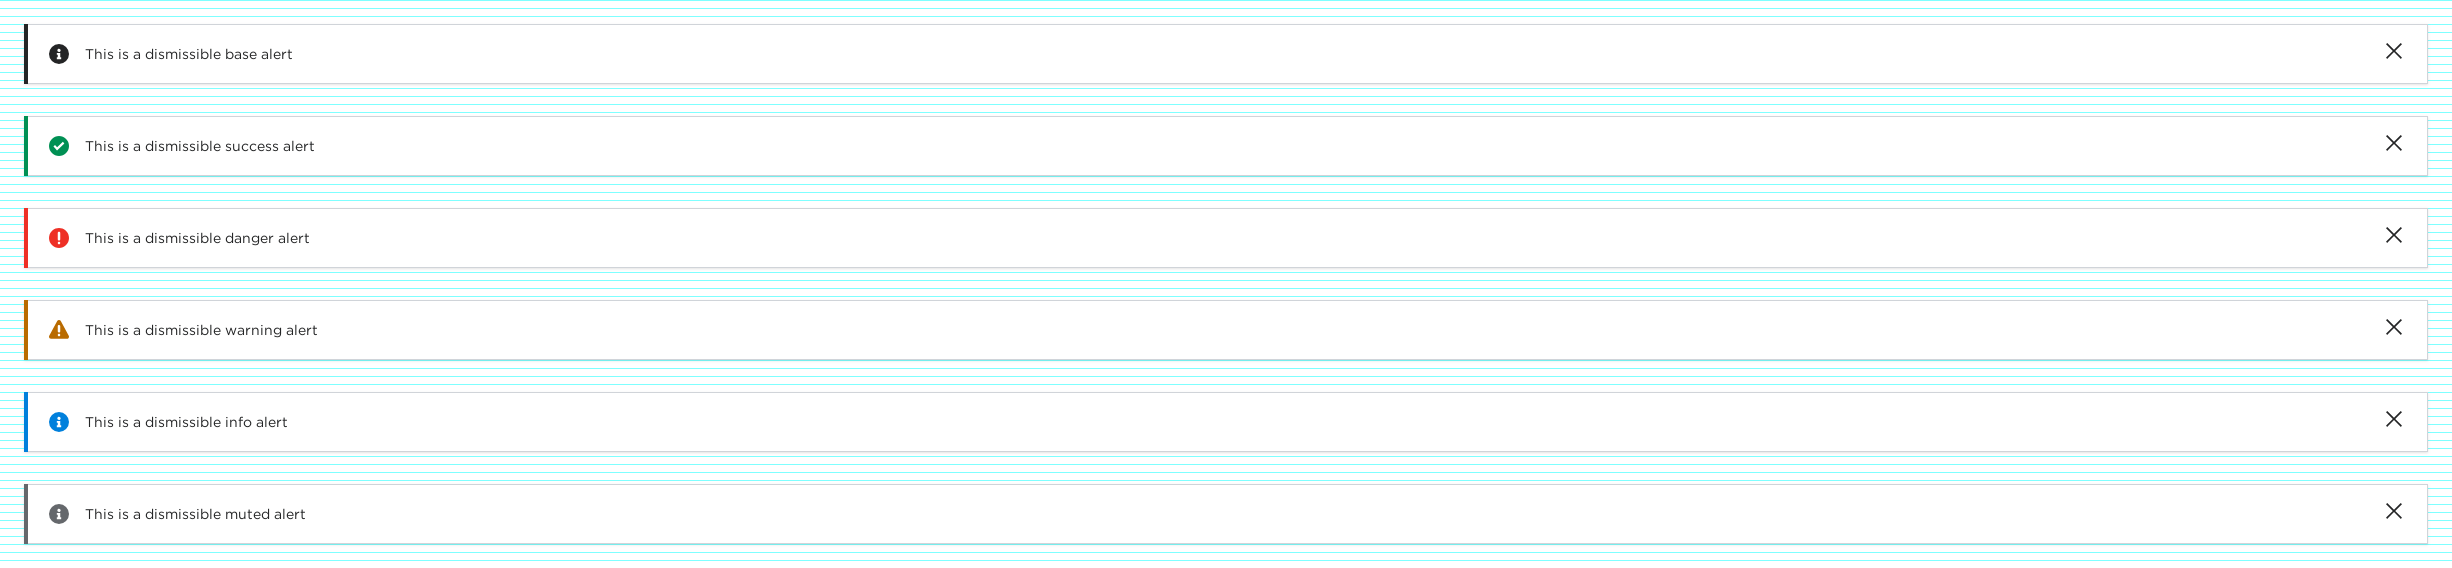 This is a dismissible base alert
This is a dismissible success alert
This is a dismissible danger alert
This is a dismissible warning alert
This is a dismissible info alert
This is a dismissible muted alert